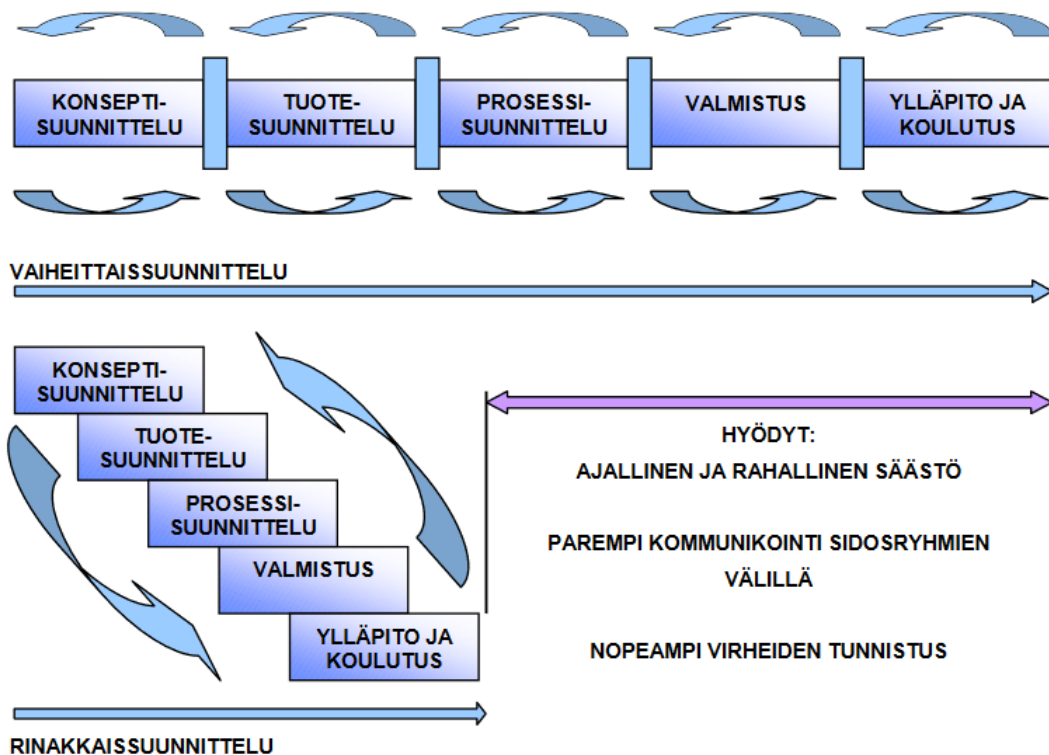 KONSEPTI-
SUUNNITTELU
TUOTE-
SUUNNITTELU
PROSESSI-
SUUNNITTELU
VALMISTUS
YLLÄPITO JA
KOULUTUS
VAIHEITTAISSUUNNITTELU
KONSEPTI-
SUUNNITTELU
TUOTE-
SUUNNITTELU
PROSESSI-
SUUNNITTELU
VALMISTUS
YLLÄPITO JA
KOULUTUS
HYÖDYT:
AJALLINEN JA RAHALLINEN SÄÄSTÖ
PAREMPI KOMMUNIKOINTI SIDOSRYHMIEN
VÄLILLÄ
NOPEAMPI VIRHEIDEN TUNNISTUS
RINAKKAISSUUNNITTELU